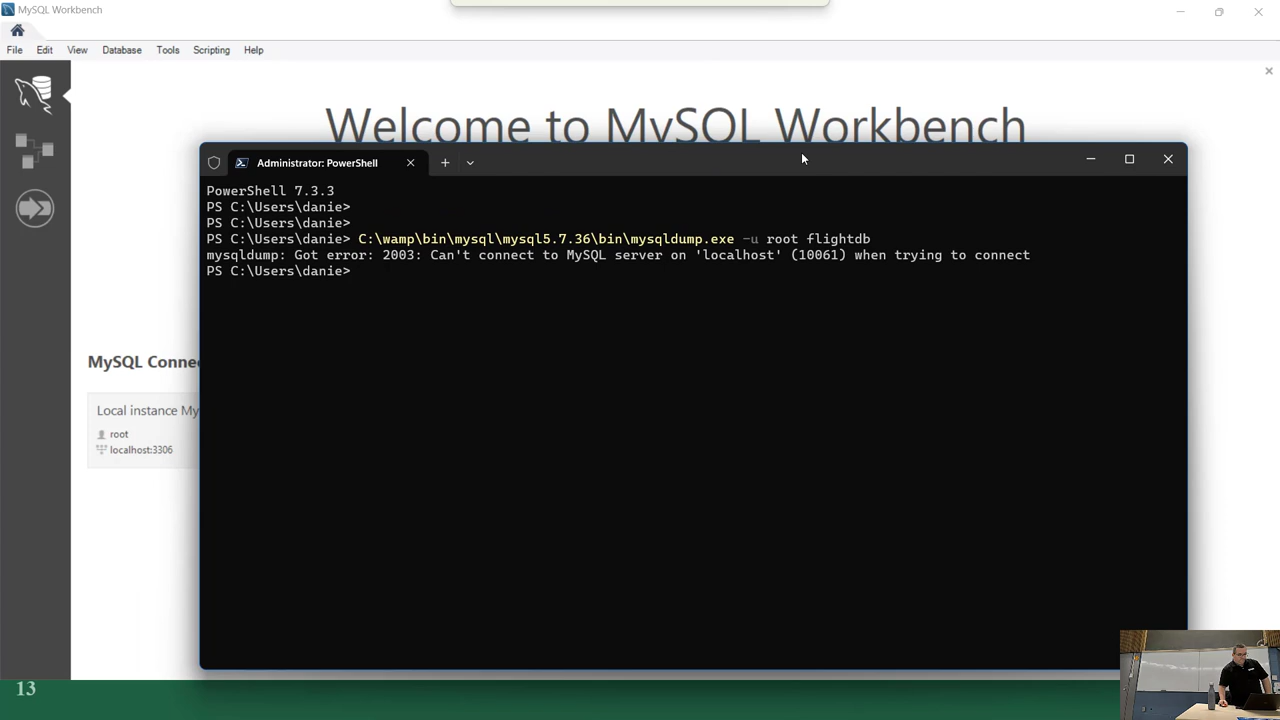 MySQL Workbench
File Edit View Database Tools Scripting Help
Welcome to MySQL Workbench
Administrator: PowerShell
PowerShell 7.3.3
PS C:\Users\danie>
PS C:\Users\danie>
PS C:\Users\danie> C:\wamp\bin\mysql\mysql5.7.36\bin\mysqldump.exe -u root flightdb
mysqldump: Got error: 2003: Can't connect to MySQL server on 'localhost' (10061) when trying to connect
PS C:\Users\danie>
MySQL Conne
Local instance My
root
localhost:3306
13